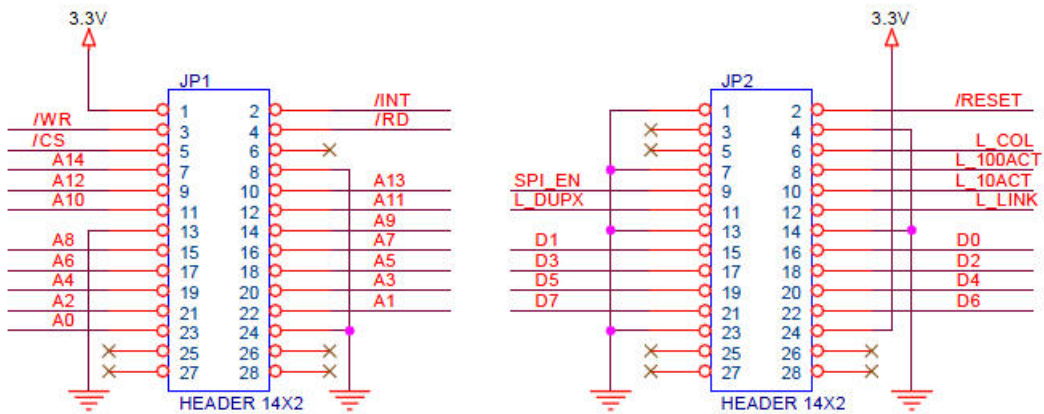 3.3V
JP1
1 2 /INT
/WR 3 4 /RD
/CS 5 6
A14 7 8
A12 9 10 A13
A10 11 12 A11
13 14 A9
A8 15 16 A7
A6 17 18 A5
A4 19 20 A3
A2 21 22 A1
A0 23 24
25 26
27 28
HEADER 14X2
3.3V
JP2
1 2 /RESET
3 4
5 6 L_COL
7 8 L_100ACT
SPI_EN 9 10 L_10ACT
L_DUPX 11 12 L_LINK
13 14
D1 15 16 D0
D3 17 18 D2
D5 19 20 D4
D7 21 22 D6
23 24
25 26
27 28
HEADER 14X2